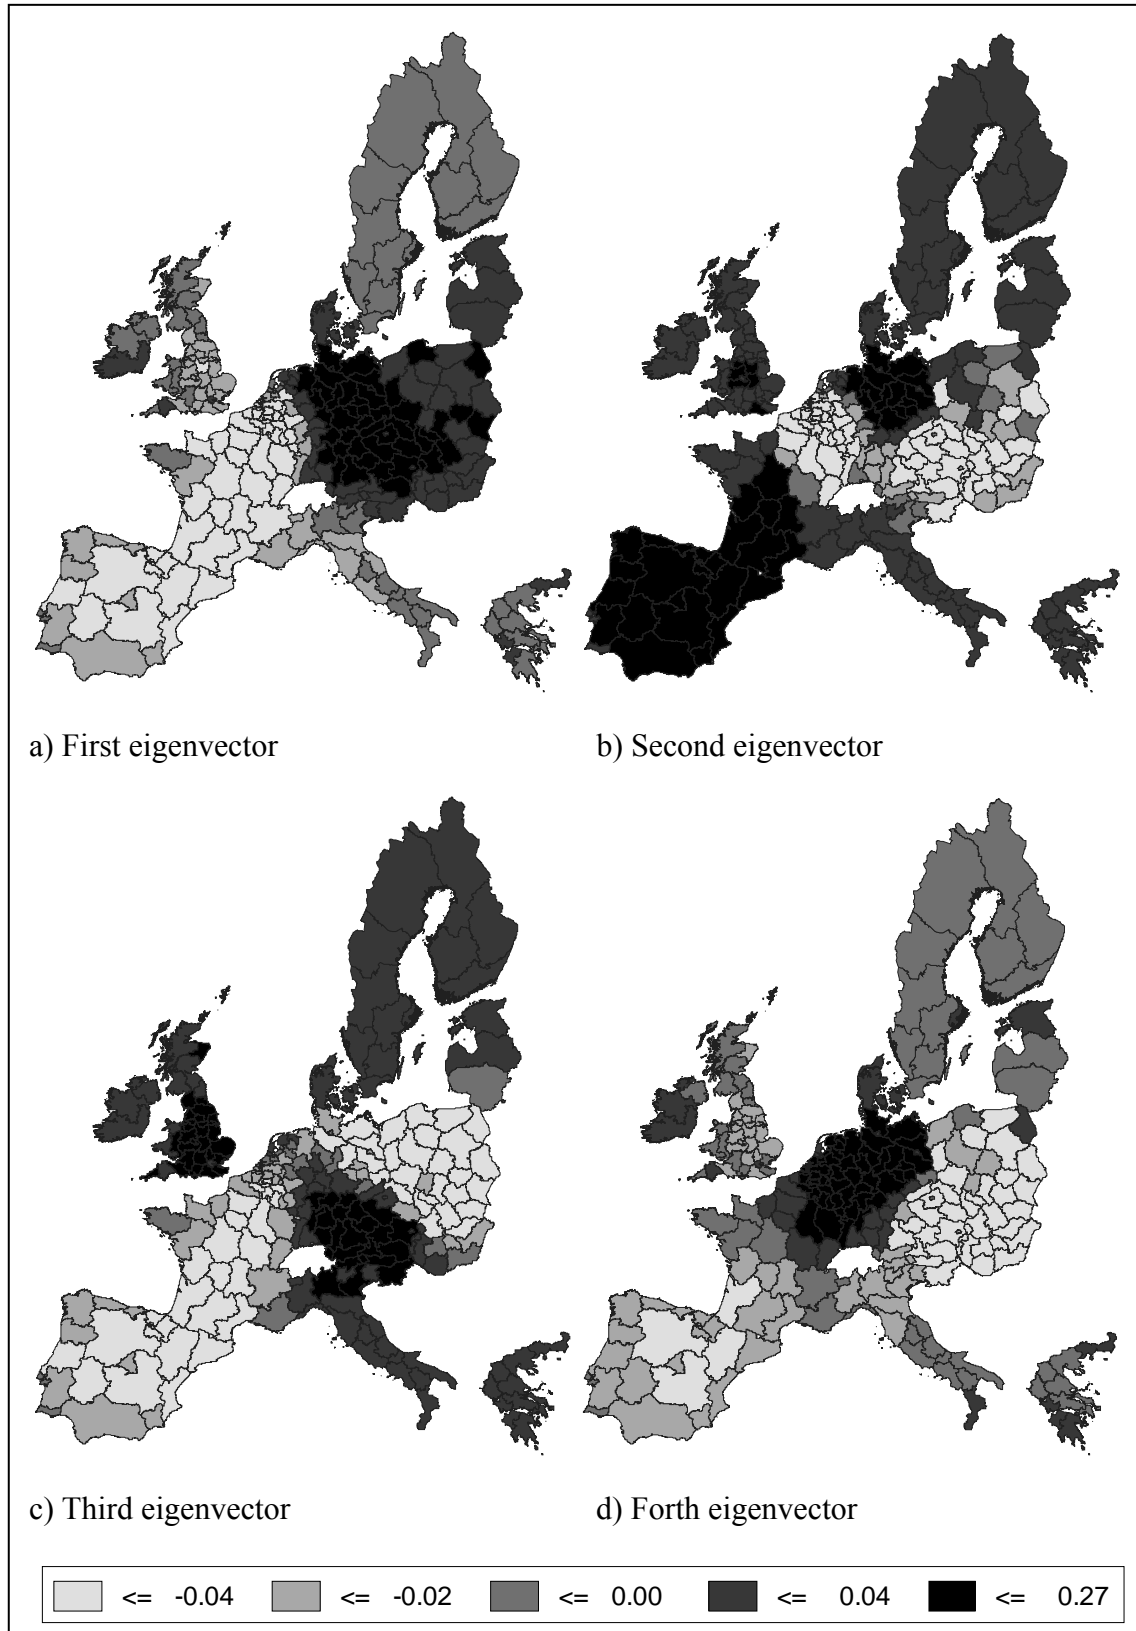 a) First eigenvector
b) Second eigenvector
c) Third eigenvector
d) Forth eigenvector
<= -0.04 <= -0.02 <= 0.00 <= 0.04 <= 0.27